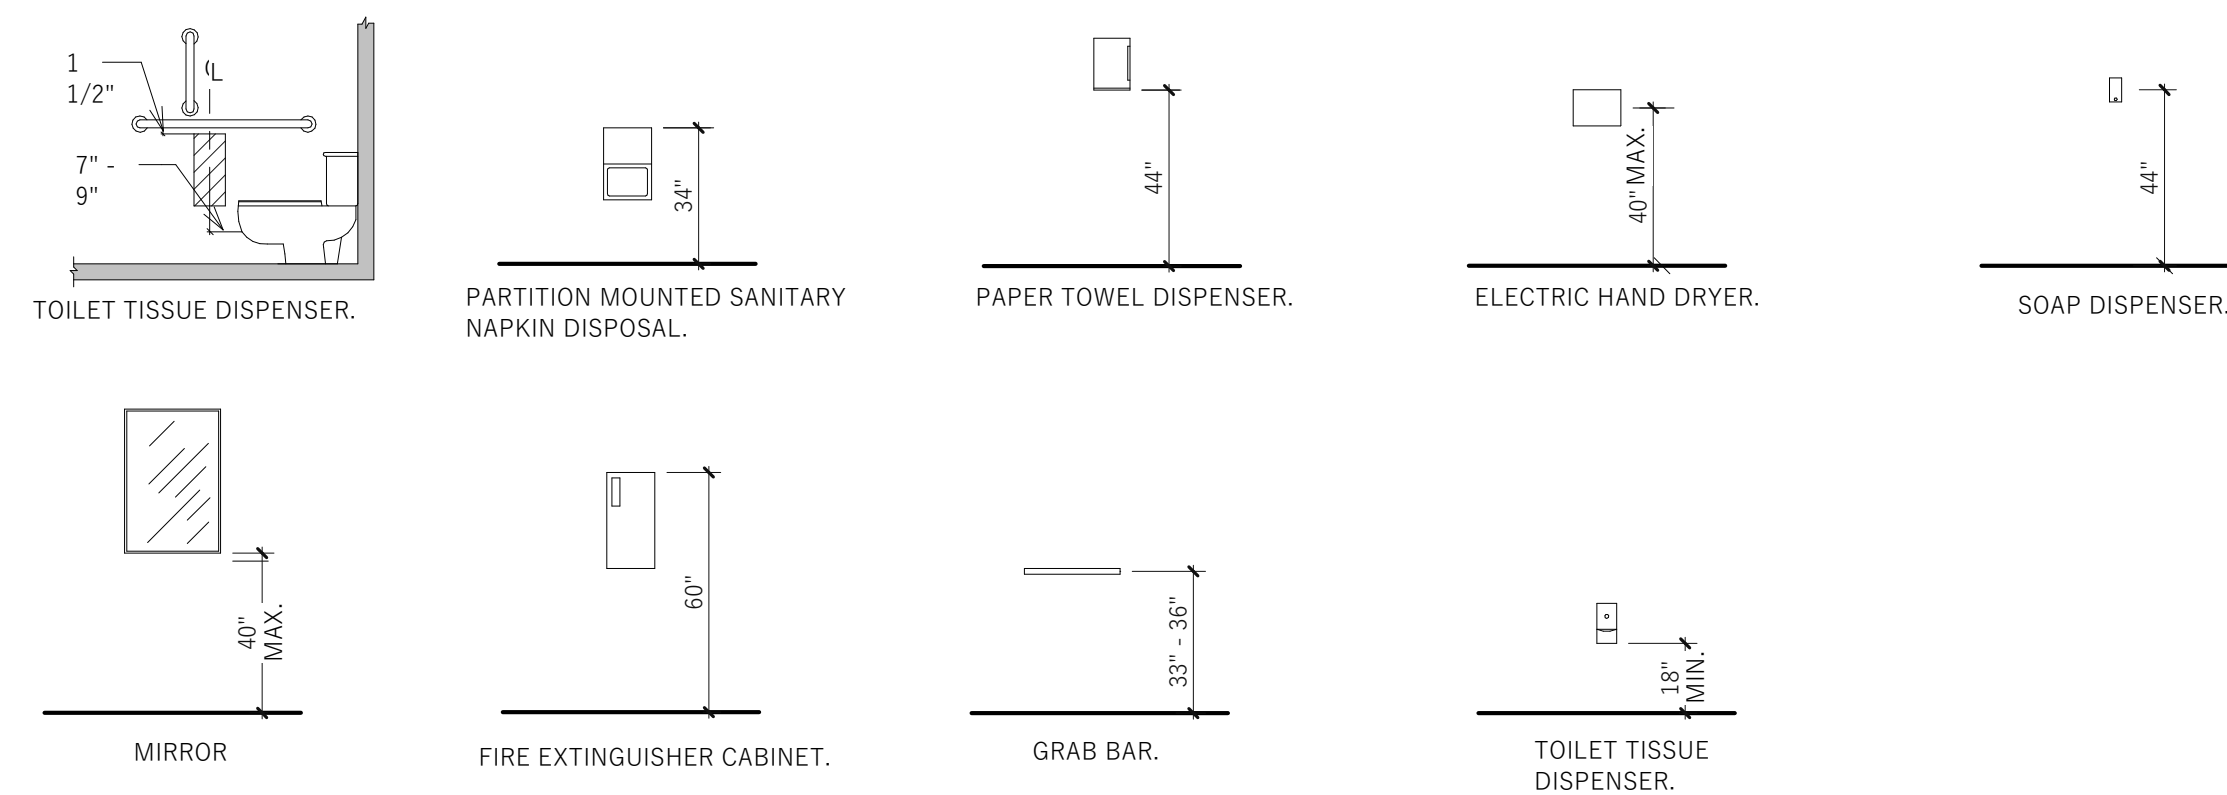 1
1/2"
℄
7" -
9"
TOILET TISSUE DISPENSER.
34"
PARTITION MOUNTED SANITARY
NAPKIN DISPOSAL.
44"
PAPER TOWEL DISPENSER.
40" MAX.
ELECTRIC HAND DRYER.
44"
SOAP DISPENSER.
40"
MAX.
MIRROR
60"
FIRE EXTINGUISHER CABINET.
33" - 36"
GRAB BAR.
18"
MIN.
TOILET TISSUE
DISPENSER.